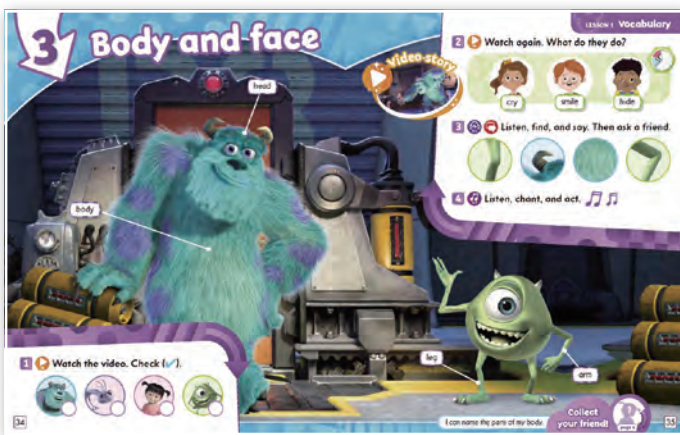 3 Body and face
head
body
leg
arm
1 Watch the video. Check (✓).
34
Video story
LESSON 1 Vocabulary
2 Watch again. What do they do?
cry
smile
hide
3 Listen, find, and say. Then ask a friend.
4 Listen, chant, and act.
I can name the parts of my body.
Collect
your friend!
35